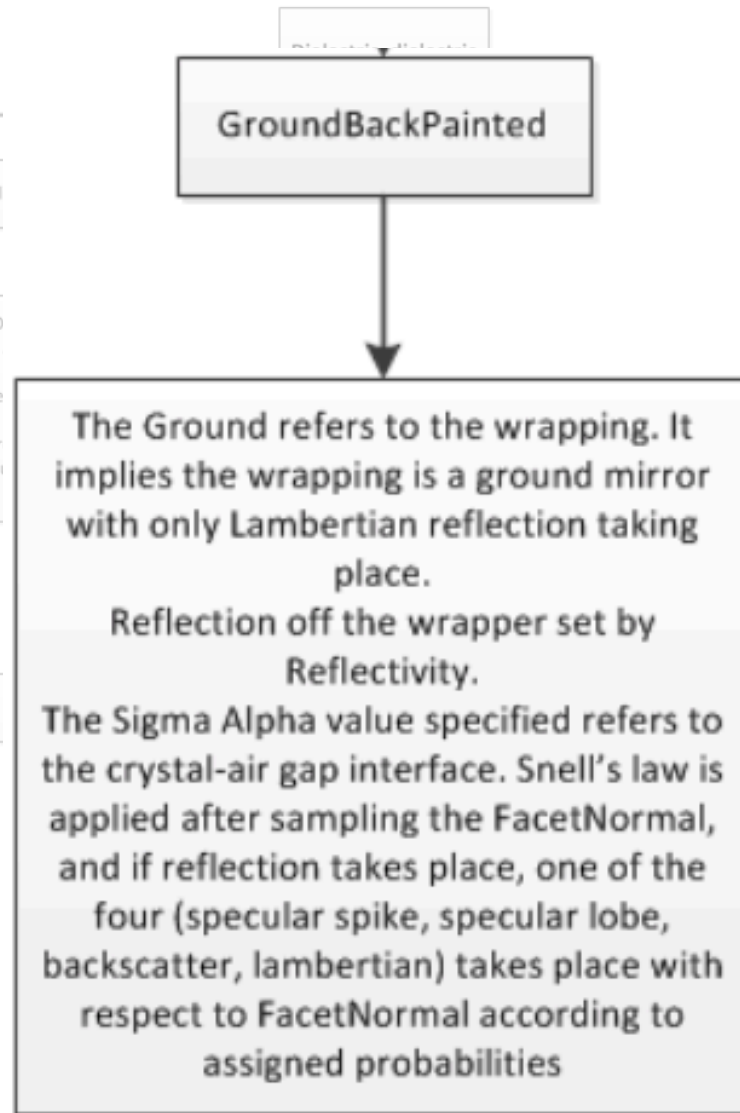 GroundBackPainted
The Ground refers to the wrapping. It
implies the wrapping is a ground mirror
with only Lambertian reflection taking
place.
Reflection off the wrapper set by
Reflectivity.
The Sigma Alpha value specified refers to
the crystal-air gap interface. Snell's law is
applied after sampling the FacetNormal,
and if reflection takes place, one of the
four (specular spike, specular lobe,
backscatter, lambertian) takes place with
respect to FacetNormal according to
assigned probabilities